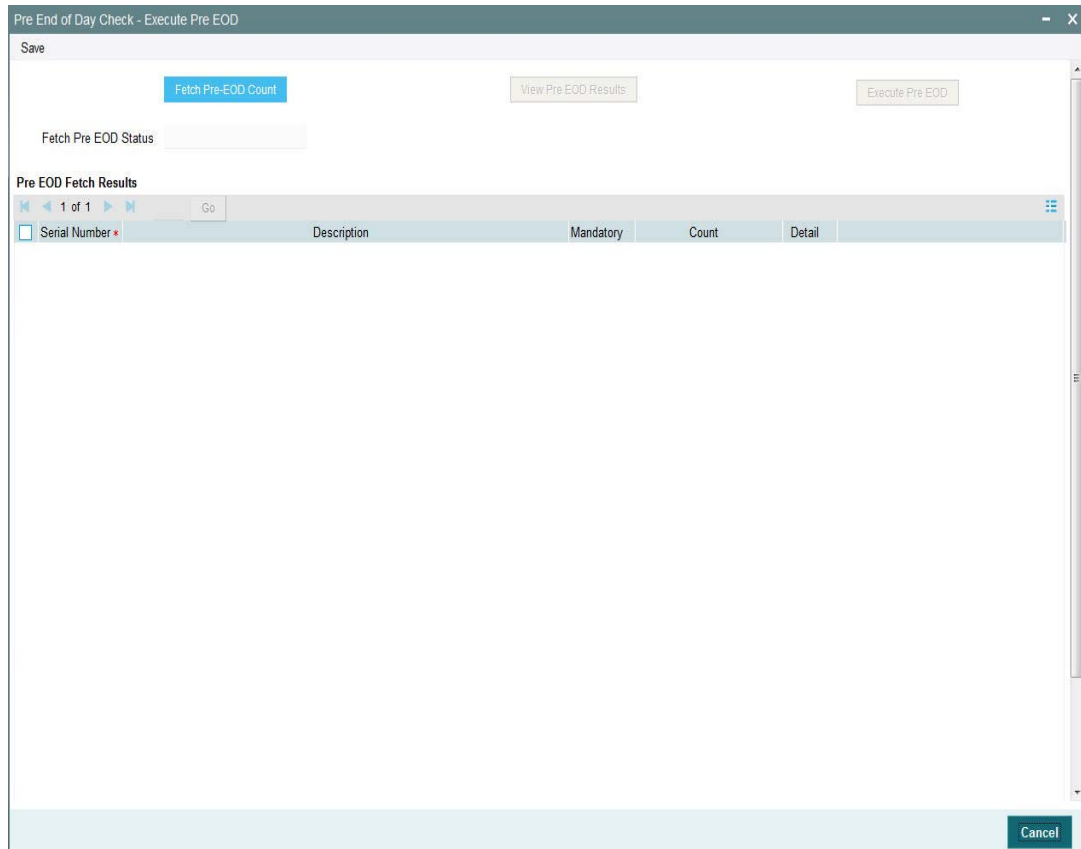 Pre End of Day Check - Execute Pre EOD
Save
Fetch Pre-EOD Count View Pre EOD Results Execute Pre EOD
Fetch Pre EOD Status
Pre EOD Fetch Results
1 of 1 Go
Serial Number * Description Mandatory Count Detail
Cancel